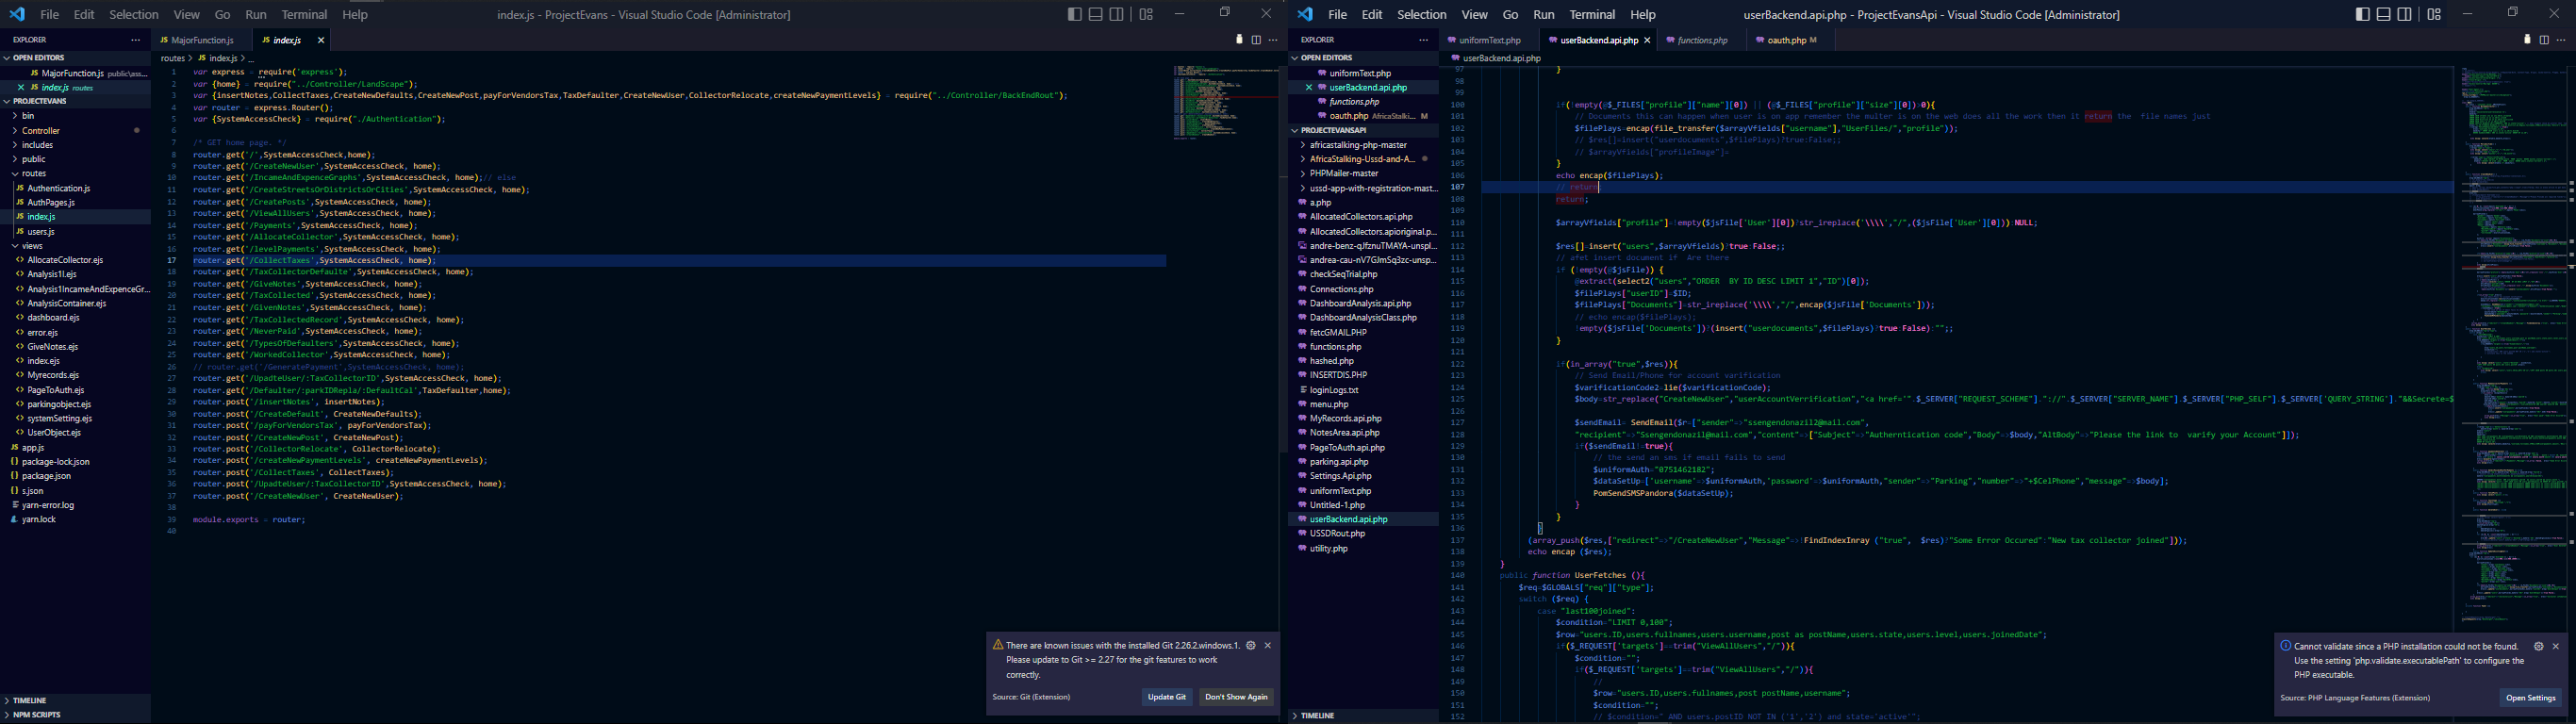 File Edit Selection View Go Run Terminal Help
index.js - ProjectEvans - Visual Studio Code [Administrator]
EXPLORER
OPEN EDITORS
MajorFunction.js public\ass...
index.js routes
PROJECTEVANS
bin
Controller
includes
public
routes
Authentication.js
AuthPages.js
index.js
users.js
views
AllocateCollector.ejs
Analysis1I.ejs
Analysis1IncameAndExpenceGr...
AnalysisContainer.ejs
dashboard.ejs
error.ejs
GiveNotes.ejs
index.ejs
Myrecords.ejs
PageToAuth.ejs
parkingobject.ejs
systemSetting.ejs
UserObject.ejs
app.js
package-lock.json
package.json
s.json
yarn-error.log
yarn.lock
TIMELINE
NPM SCRIPTS
MajorFunction.js
index.js
routes > index.js > ...
1 var express = require('express');
2 var {home} = require("../Controller/LandScape");
3 var {insertNotes,CollectTaxes,CreateNewDefaults,CreateNewPost,payForVendorsTax,TaxDefaulter,CreateNewUser,CollectorRelocate,createNewPaymentLevels} = require("../Controller/BackEndRout");
4 var router = express.Router();
5 var {SystemAccessCheck} = require("./Authentication");
6
7 /* GET home page. */
8 router.get('/',SystemAccessCheck,home);
9 router.get('/CreateNewUser',SystemAccessCheck, home);
10 router.get('/IncameAndExpenceGraphs',SystemAccessCheck, home);// else
11 router.get('/CreateStreetsOrDistrictsOrCities',SystemAccessCheck, home);
12 router.get('/CreatePosts',SystemAccessCheck, home);
13 router.get('/ViewAllUsers',SystemAccessCheck, home);
14 router.get('/Payments',SystemAccessCheck, home);
15 router.get('/AllocateCollector',SystemAccessCheck, home);
16 router.get('/levelPayments',SystemAccessCheck, home);
17 router.get('/CollectTaxes',SystemAccessCheck, home);
18 router.get('/TaxCollectorDefaulte',SystemAccessCheck, home);
19 router.get('/GiveNotes',SystemAccessCheck, home);
20 router.get('/TaxCollected',SystemAccessCheck, home);
21 router.get('/GivenNotes',SystemAccessCheck, home);
22 router.get('/TaxCollectedRecord',SystemAccessCheck, home);
23 router.get('/NeverPaid',SystemAccessCheck, home);
24 router.get('/TypesOfDefaulters',SystemAccessCheck, home);
25 router.get('/WorkedCollector',SystemAccessCheck, home);
26 // router.get('/GeneratePayment',SystemAccessCheck, home);
27 router.get('/UpadteUser/:TaxCollectorID',SystemAccessCheck, home);
28 router.get('/Defaulter/:parkIDRepla/:DefaultCal',TaxDefaulter,home);
29 router.post('/insertNotes', insertNotes);
30 router.post('/CreateDefault', CreateNewDefaults);
31 router.post('/payForVendorsTax', payForVendorsTax);
32 router.post('/CreateNewPost', CreateNewPost);
33 router.post('/CollectorRelocate', CollectorRelocate);
34 router.post('/createNewPaymentLevels', createNewPaymentLevels);
35 router.post('/CollectTaxes', CollectTaxes);
36 router.post('/UpadteUser/:TaxCollectorID',SystemAccessCheck, home);
37 router.post('/CreateNewUser', CreateNewUser);
38
39 module.exports = router;
40
There are known issues with the installed Git 2.26.2.windows.1.
Please update to Git >= 2.27 for the git features to work
correctly.
Source: Git (Extension)
Update Git
Don't Show Again
File Edit Selection View Go Run Terminal Help
userBackend.api.php - ProjectEvansApi - Visual Studio Code [Administrator]
EXPLORER
OPEN EDITORS
uniformText.php
userBackend.api.php
functions.php
oauth.php AfricaStalki... M
PROJECTEVANSAPI
africastalking-php-master
AfricaStalking-Ussd-and-A...
PHPMailer-master
ussd-app-with-registration-mast...
a.php
AllocatedCollectors.api.php
AllocatedCollectors.apioriginal.p...
andre-benz-qJfznuTMAYA-unspl...
andrea-cau-nV7GJmSq3zc-unsp...
checkSeqTrial.php
Connections.php
DashboardAnalysis.api.php
DashboardAnalysisClass.php
fetcGMAIL.PHP
functions.php
hashed.php
INSERTDIS.PHP
loginLogs.txt
menu.php
MyRecords.api.php
NotesArea.api.php
PageToAuth.api.php
parking.api.php
Settings.Api.php
uniformText.php
Untitled-1.php
userBackend.api.php
USSDRout.php
utility.php
TIMELINE
uniformText.php
userBackend.api.php
functions.php
oauth.php M
userBackend.api.php
97 }
98
99
100 if(!empty(@$_FILES["profile"]["name"][0]) || (@$_FILES["profile"]["size"][0])>0){
101 // Documents this can happen when user is on app remember the multer is on the web does all the work then it return the file names just
102 $filePlays=encap(file_transfer($arrayVfields["username"],"UserFiles/","profile"));
103 // $res[]=insert("userdocuments",$filePlays)?true:False;;
104 // $arrayVfields["profileImage"]=
105 }
106 echo encap($filePlays);
107 // return;
108 return;
109
110 $arrayVfields["profile"]=!empty($jsFile['User'][0])?str_ireplace('\\\\',"/",($jsFile['User'][0])):NULL;
111
112 $res[]=insert("users",$arrayVfields)?true:False;;
113 // afet insert document if Are there
114 if (!empty(@$jsFile)) {
115 @extract(select2("users","ORDER BY ID DESC LIMIT 1","ID")[0]);
116 $filePlays["userID"]=$ID;
117 $filePlays["Documents"]=str_ireplace('\\\\',"/",encap($jsFile['Documents']));
118 // echo encap($filePlays);
119 !empty($jsFile['Documents'])?(insert("userdocuments",$filePlays)?true:False):"";;
120 }
121
122 if(in_array("true",$res)){
123 // Send Email/Phone for account varification
124 $varificationCode2=lie($varificationCode);
125 $body=str_replace("CreateNewUser","userAccountVerrification","<a href='".$_SERVER["REQUEST_SCHEME"]."://".$_SERVER["SERVER_NAME"].$_SERVER["PHP_SELF"].$_SERVER['QUERY_STRING']."&&Secrete=$
126
127 $sendEmail= SendEmail($r=["sender"=>"ssengendonazil2@mail.com",
128 "recipient"=>"Ssengendonazil@mail.com","content"=>["Subject"=>"Autherntication code","Body"=>$body,"AltBody"=>"Please the link to verify your Account"]]);
129 if($sendEmail!=true){
130 // the send an sms if email fails to send
131 $uniformAuth="0751462182";
132 $dataSetUp=['username'=>$uniformAuth,'password'=>$uniformAuth,"sender"=>"Parking","number"=>"+$CelPhone","message"=>$body];
133 PomSendSMSPandora($dataSetUp);
134 }
135 }
136 }
137 (array_push($res,["redirect"=>"/CreateNewUser","Message"=>!FindIndexInray ("true", $res)?"Some Error Occured":"New tax collector joined"]));
138 echo encap ($res);
139 }
140 public function UserFetches (){
141 $req=$GLOBALS["req"]["type"];
142 switch ($req) {
143 case "last100joined":
144 $condition="LIMIT 0,100";
145 $row="users.ID,users.fullnames,users.username,post as postName,users.state,users.level,users.joinedDate";
146 if($_REQUEST['targets']==trim("ViewAllUsers","/")){
147 $condition="";
148 if($_REQUEST['targets']==trim("ViewAllUsers","/")){
149 //
150 $row="users.ID,users.fullnames,post postName,username";
151 $condition="";
152 // $condition=" AND users.postID NOT IN ('1','2') and state='active'";
Cannot validate since a PHP installation could not be found.
Use the setting 'php.validate.executablePath' to configure the
PHP executable.
Source: PHP Language Features (Extension)
Open Settings